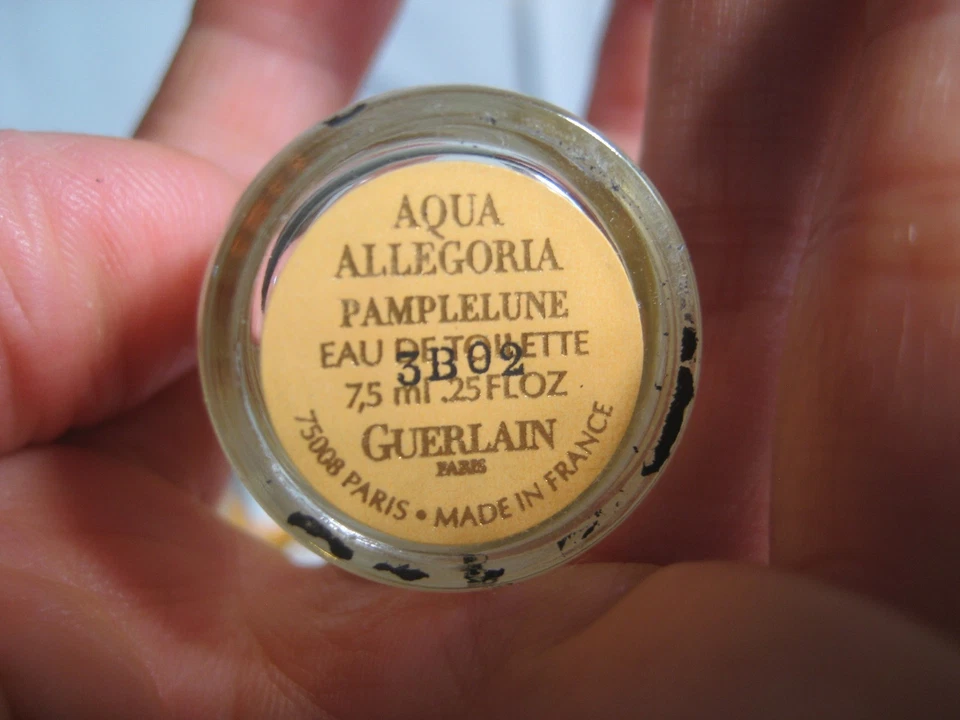 AQUA
ALLEGORIA
PAMPLELUNE
EAU DE TOILETTE
3B02
7,5 ml .25 FL OZ
GUERLAIN
PARIS
75008 PARIS • MADE IN FRANCE